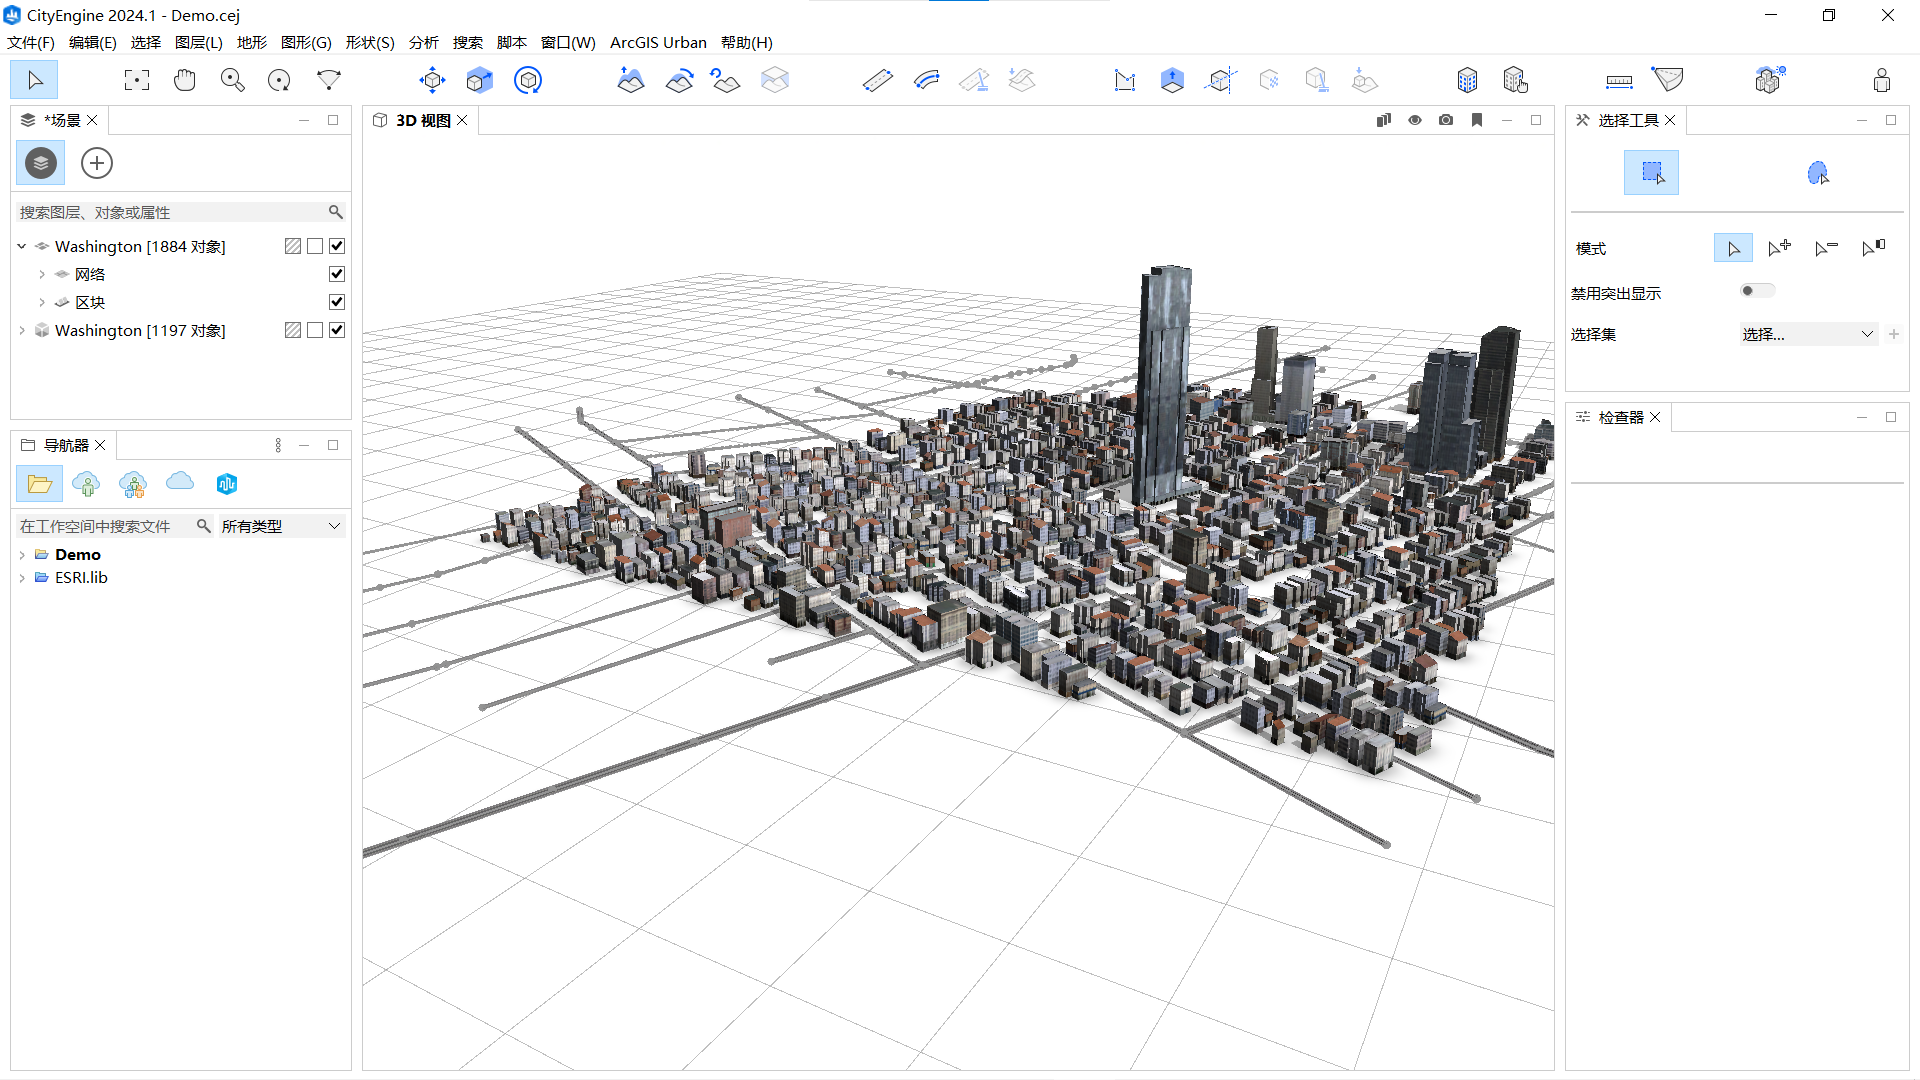 CityEngine 2024.1 - Demo.cej
文件(F) 编辑(E) 选择 图层(L) 地形 图形(G) 形状(S) 分析 搜索 脚本 窗口(W) ArcGIS Urban 帮助(H)
*场景
搜索图层、对象或属性
Washington [1884 对象]
网络
区块
Washington [1197 对象]
导航器
在工作空间中搜索文件 所有类型
Demo
ESRI.lib
3D 视图
选择工具
模式
禁用突出显示
选择集 选择...
检查器